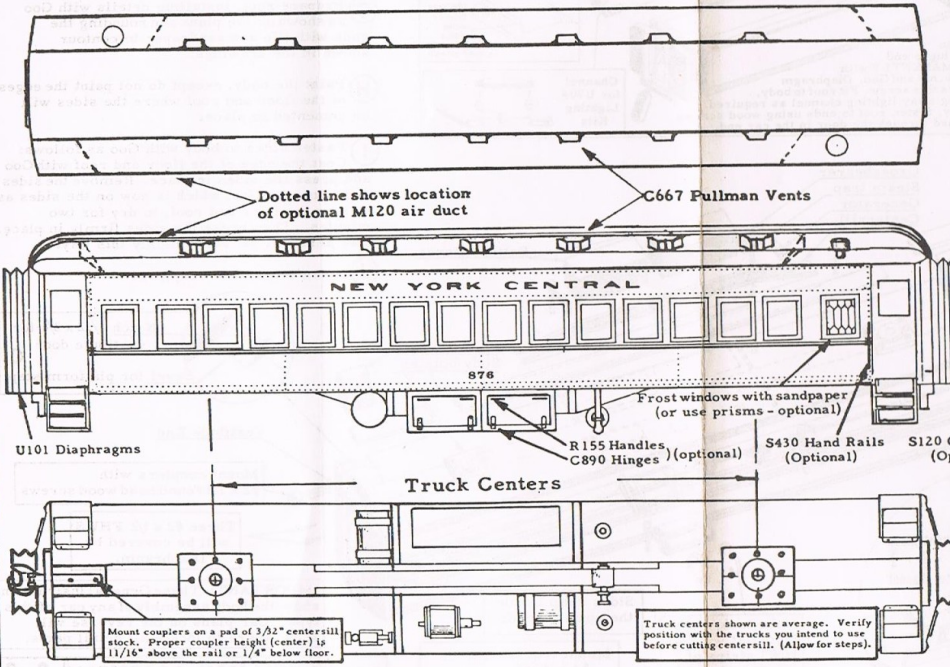 Dotted line shows location
of optional M120 air duct
C667 Pullman Vents
NEW YORK CENTRAL
876
Frost windows with sandpaper
(or use prisms - optional)
U101 Diaphragms
R155 Handles
C890 Hinges
(optional)
S430 Hand Rails
(Optional)
S120
Truck Centers
Mount couplers on a pad of 3/32" centersill
stock. Proper coupler height (center) is
11/16" above the rail or 1/4" below floor.
Truck centers shown are average. Verify
position with the trucks you intend to use
before cutting centersill. (Allow for steps).